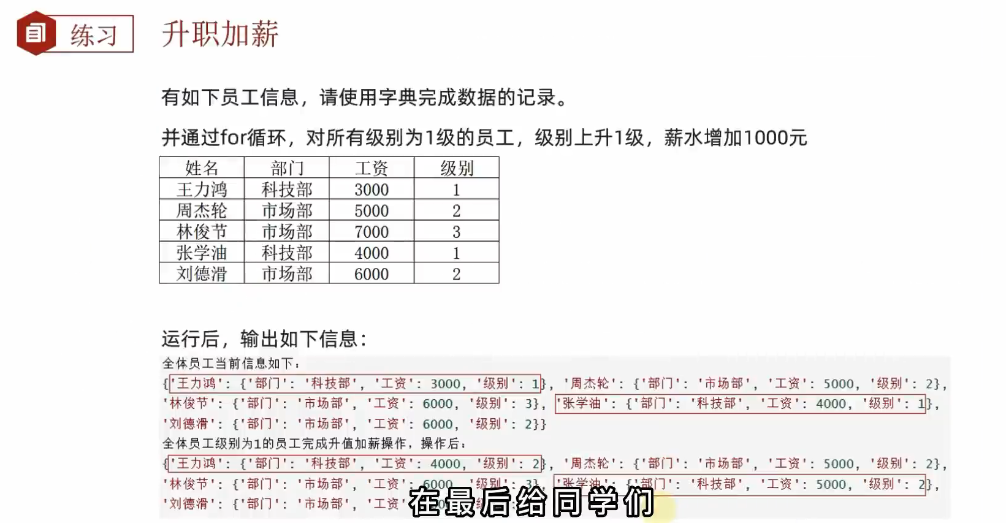 练习 升职加薪
有如下员工信息，请使用字典完成数据的记录。
并通过for循环，对所有级别为1级的员工，级别上升1级，薪水增加1000元
姓名 部门 工资 级别
王力鸿 科技部 3000 1
周杰轮 市场部 5000 2
林俊节 市场部 7000 3
张学油 科技部 4000 1
刘德滑 市场部 6000 2
运行后，输出如下信息：
全体员工当前信息如下：
{'王力鸿': {'部门': '科技部', '工资': 3000, '级别': 1}, '周杰轮': {'部门': '市场部', '工资': 5000, '级别': 2},
'林俊节': {'部门': '市场部', '工资': 6000, '级别': 3}, '张学油': {'部门': '科技部', '工资': 4000, '级别': 1},
'刘德滑': {'部门': '市场部', '工资': 6000, '级别': 2}}
全体员工级别为1的员工完成升值加薪操作，操作后：
{'王力鸿': {'部门': '科技部', '工资': 4000, '级别': 2}, '周杰轮': {'部门': '市场部', '工资': 5000, '级别': 2},
'林俊节': {'部门': '市场部', '工资': 6000, '级别': 3}, '张学油': {'部门': '科技部', '工资': 5000, '级别': 2},
'刘德滑': {'部门': '市场部',
在最后给同学们